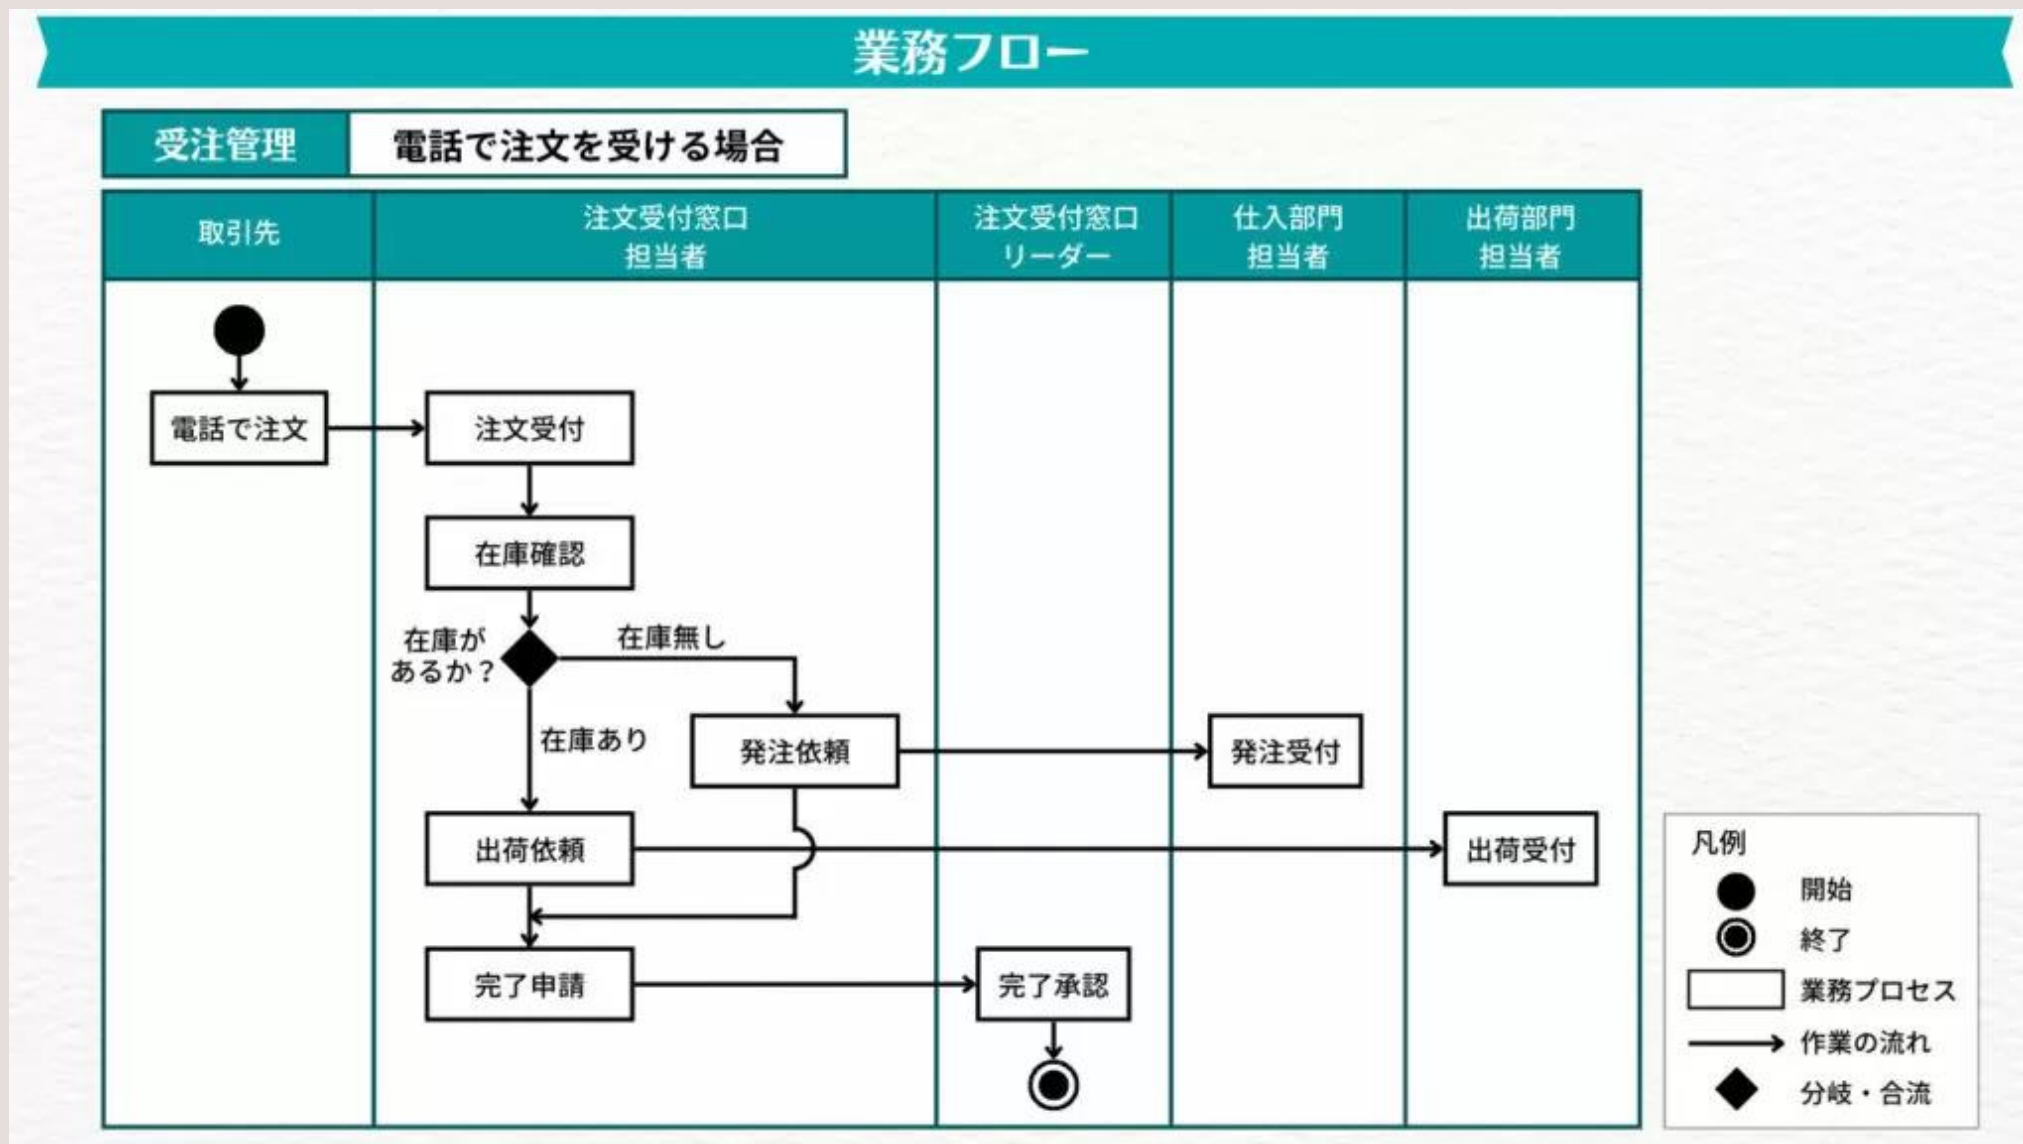 業務フロー
受注管理
電話で注文を受ける場合
取引先
注文受付窓口
担当者
注文受付窓口
リーダー
仕入部門
担当者
出荷部門
担当者
電話で注文
注文受付
在庫確認
在庫が
あるか？
在庫無し
在庫あり
発注依頼
発注受付
出荷依頼
出荷受付
完了申請
完了承認
凡例
開始
終了
業務プロセス
作業の流れ
分岐・合流